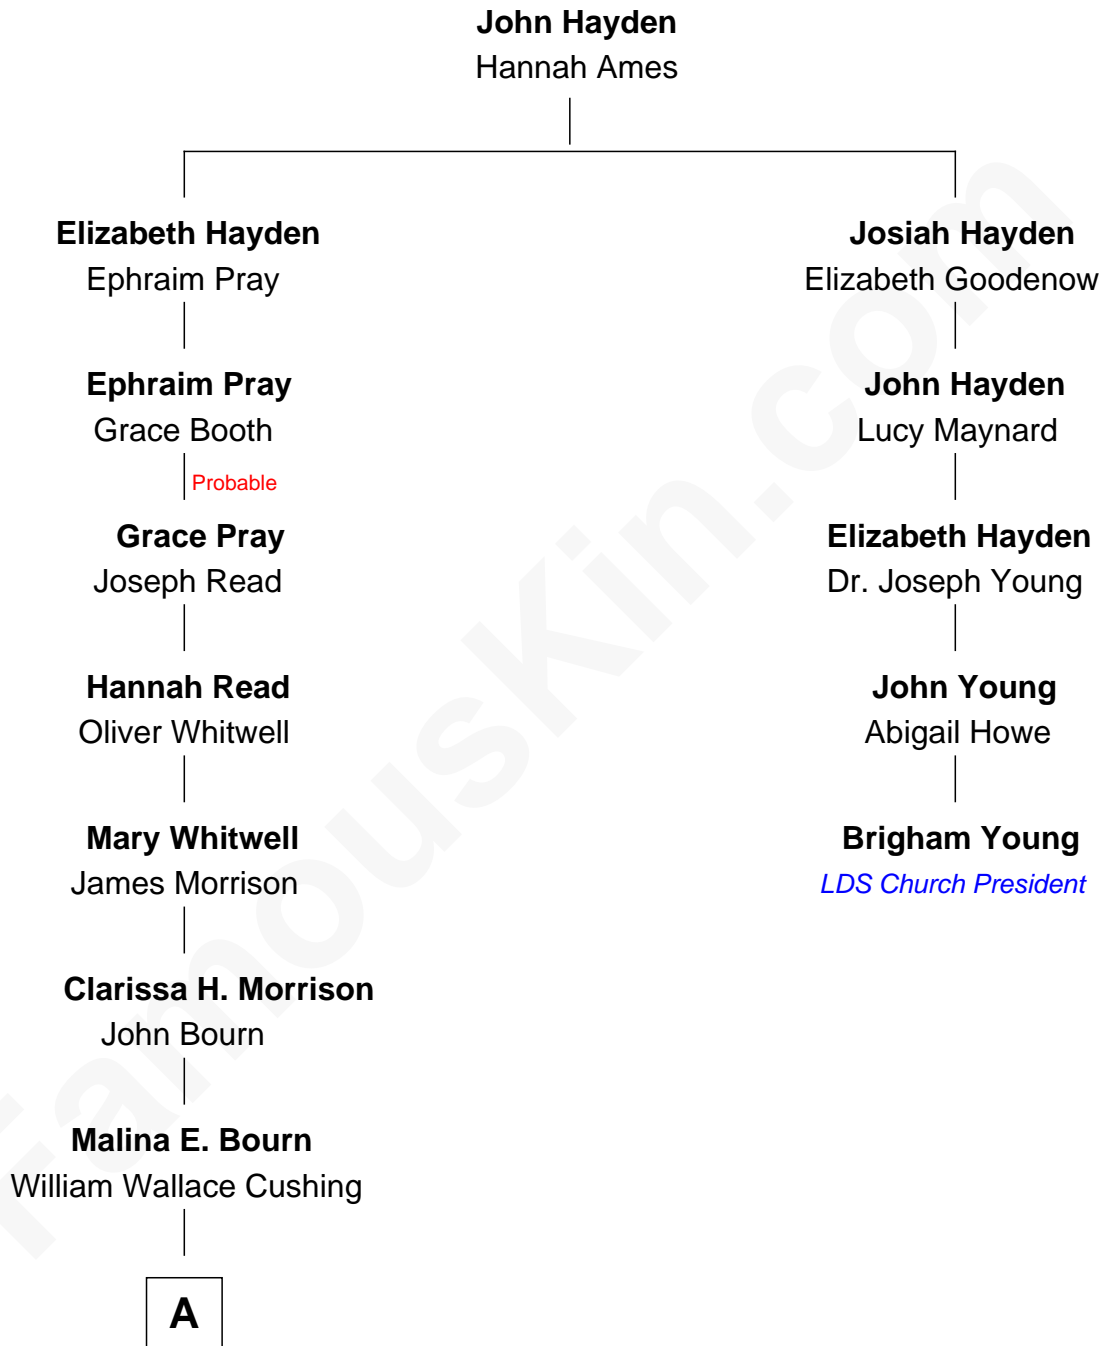 John Hayden
Hannah Ames
Elizabeth Hayden
Ephraim Pray
Josiah Hayden
Elizabeth Goodenow
Ephraim Pray
Grace Booth
John Hayden
Lucy Maynard
Probable
Grace Pray
Joseph Read
Elizabeth Hayden
Dr. Joseph Young
Hannah Read
Oliver Whitwell
John Young
Abigail Howe
Mary Whitwell
James Morrison
Brigham Young
LDS Church President
Clarissa H. Morrison
John Bourn
Malina E. Bourn
William Wallace Cushing
A
FamousKin.com